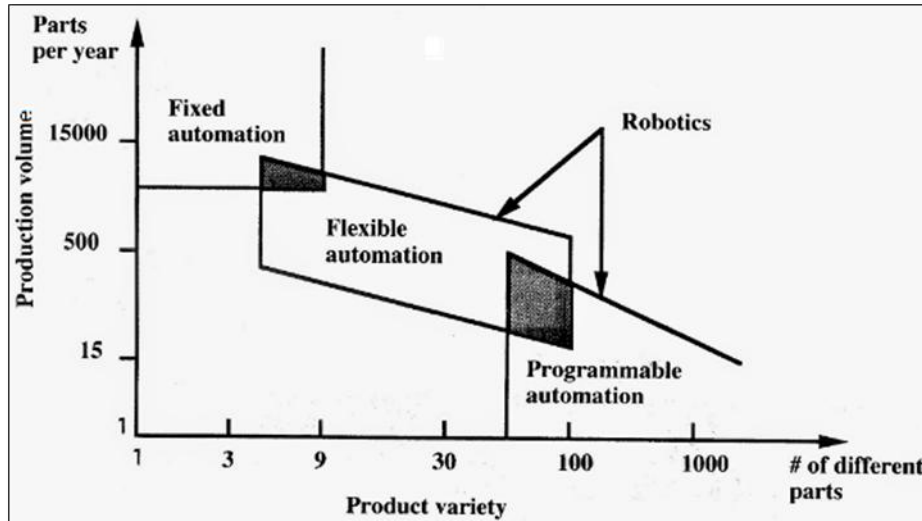 Parts
per year
Production volume
15000
500
15
1
Fixed
automation
Flexible
automation
Programmable
automation
Robotics
1
3
9
30
100
1000
# of different
parts
Product variety